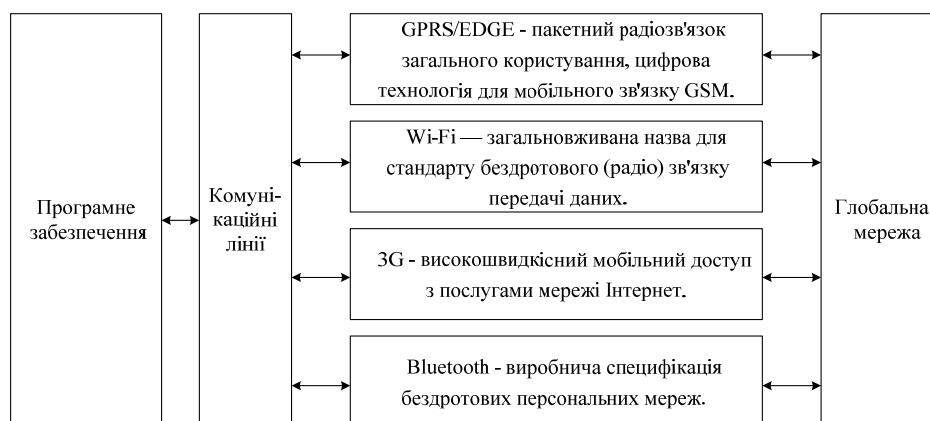 Програмне
забезпечення
Комуні-
каційні
лінії
GPRS/EDGE - пакетний радіозв'язок
загального користування, цифрова
технологія для мобільного зв'язку GSM.
Wi-Fi — загальновживана назва для
стандарту бездротового (радіо) зв'язку
передачі даних.
3G - високошвидкісний мобільний доступ
з послугами мережі Інтернет.
Bluetooth - виробнича специфікація
бездротових персональних мереж.
Глобальна
мережа